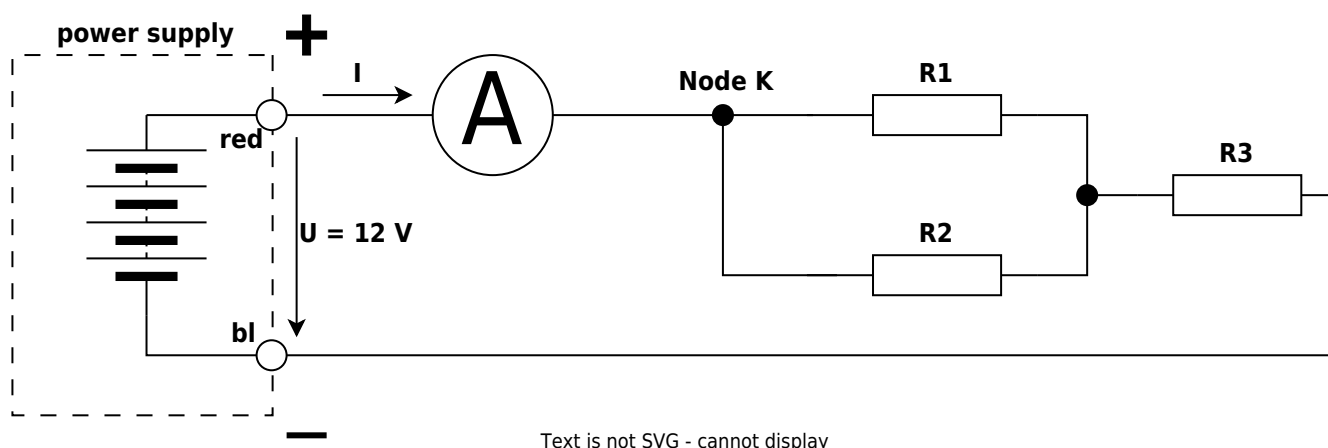 power supply
+
I
A
Node K
R1
red
R3
U = 12 V
R2
bl
−
Text is not SVG - cannot display